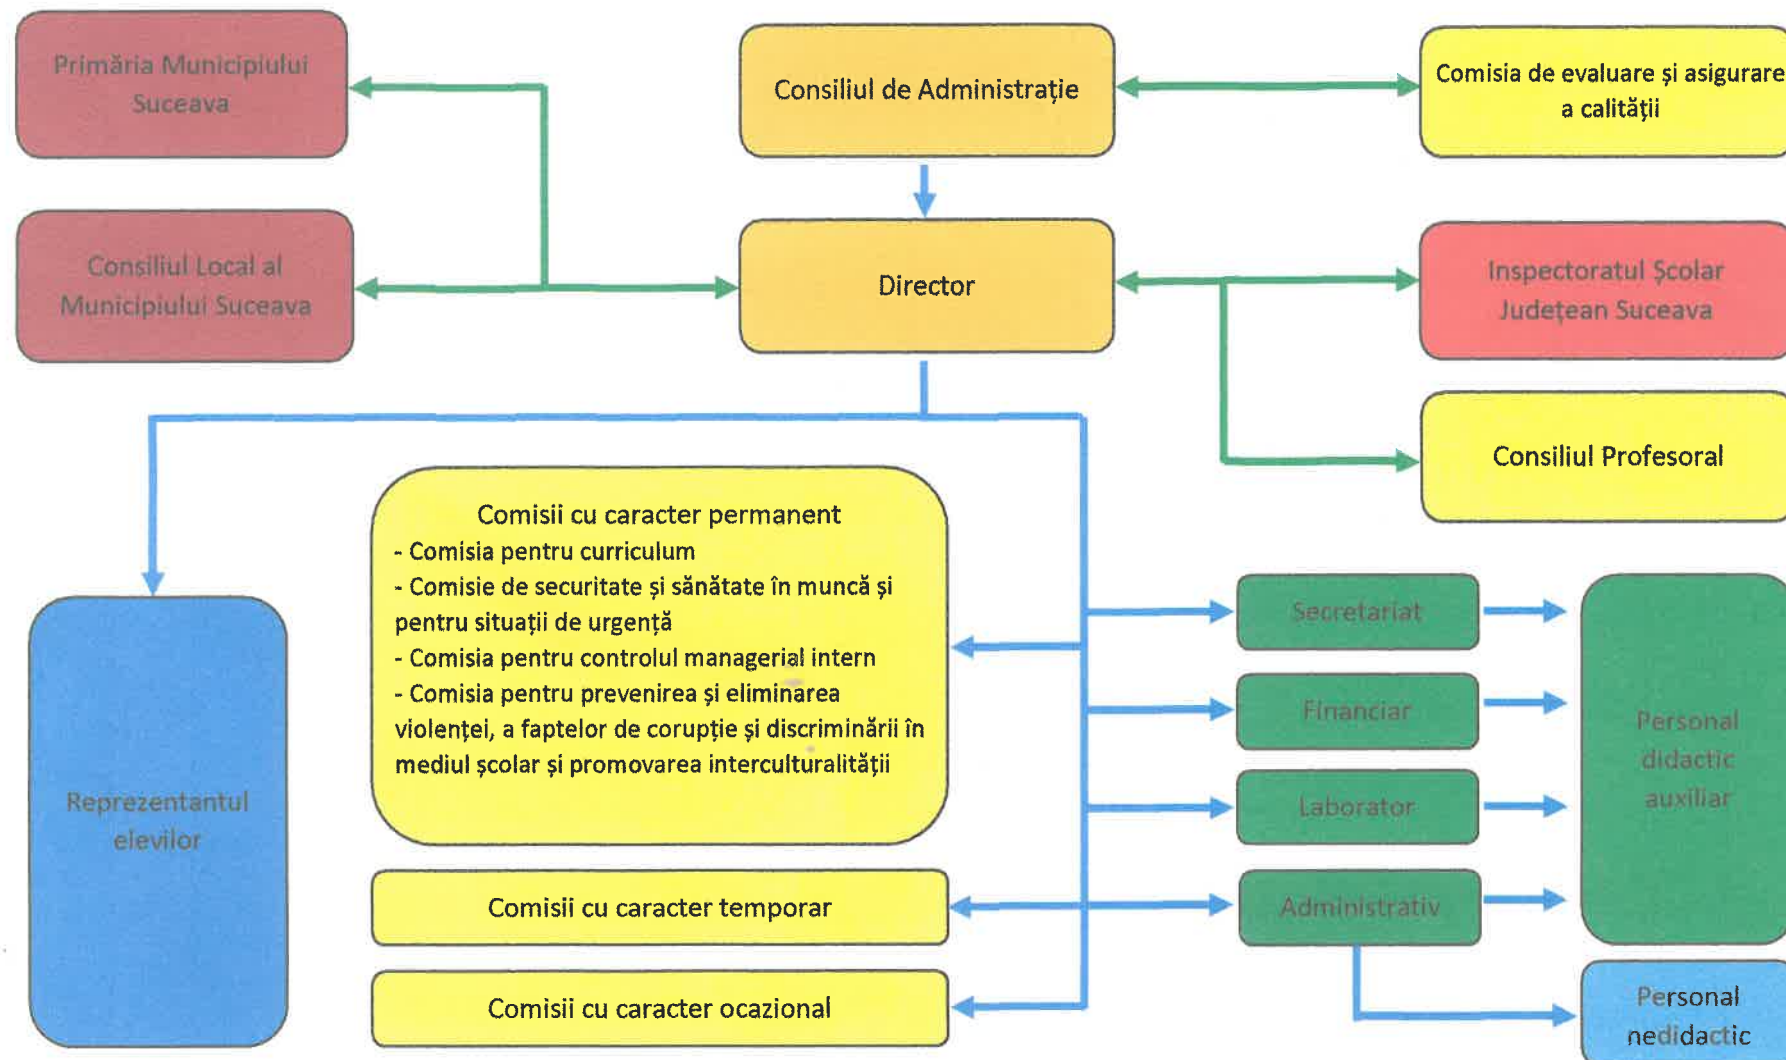 Primăria Municipiului
Suceava
Consiliul de Administrație
Comisia de evaluare și asigurare
a calității
Consiliul Local al
Municipiului Suceava
Director
Inspectoratul Școlar
Județean Suceava
Consiliul Profesoral
Comisii cu caracter permanent
- Comisia pentru curriculum
- Comisie de securitate și sănătate în muncă și
pentru situații de urgență
- Comisia pentru controlul managerial intern
- Comisia pentru prevenirea și eliminarea
violenței, a faptelor de corupție și discriminării în
mediul școlar și promovarea interculturalității
Reprezentantul
elevilor
Comisii cu caracter temporar
Comisii cu caracter ocazional
Secretariat
Financiar
Laborator
Administrativ
Personal
didactic
auxiliar
Personal
nedidactic